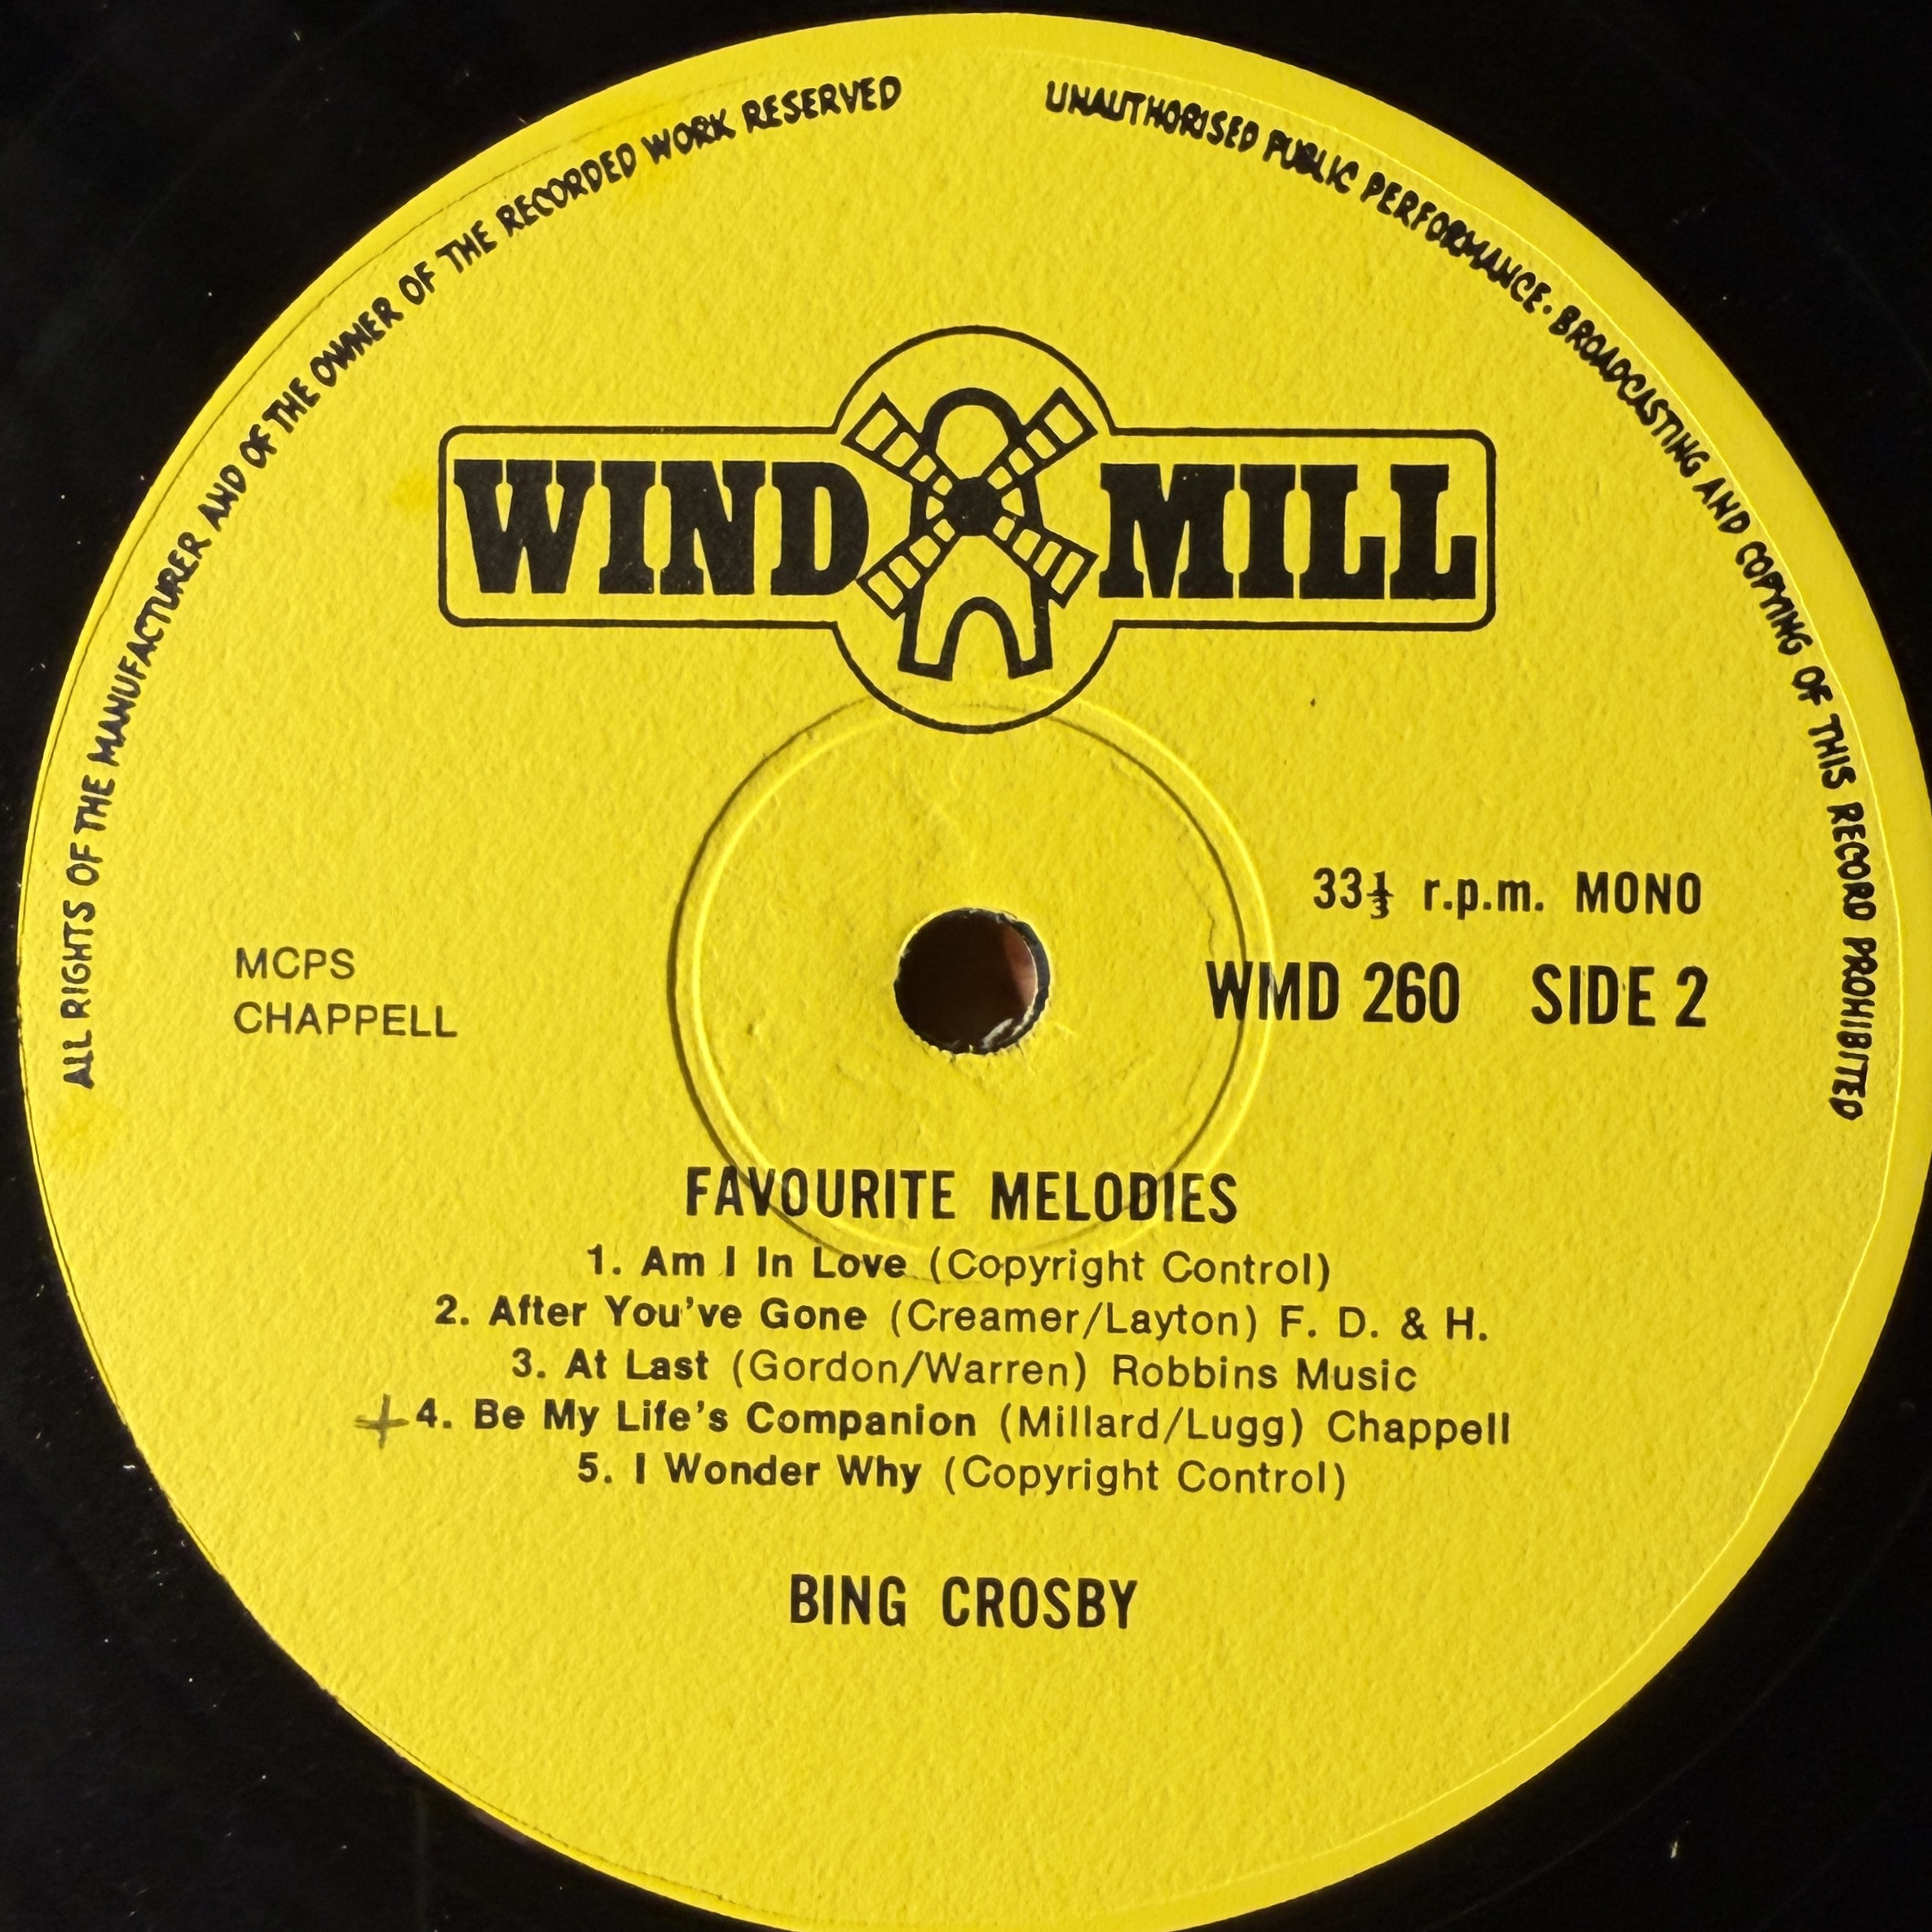 ALL RIGHTS OF THE MANUFACTURER AND OF THE OWNER OF THE RECORDED WORK RESERVED
UNAUTHORISED PUBLIC PERFORMANCE · BROADCASTING AND COPYING OF THIS RECORD PROHIBITED
WIND MILL
33⅓ r.p.m. MONO
MCPS
CHAPPELL
WMD 260 SIDE 2
FAVOURITE MELODIES
1. Am I In Love (Copyright Control)
2. After You've Gone (Creamer/Layton) F. D. & H.
3. At Last (Gordon/Warren) Robbins Music
+ 4. Be My Life's Companion (Millard/Lugg) Chappell
5. I Wonder Why (Copyright Control)
BING CROSBY